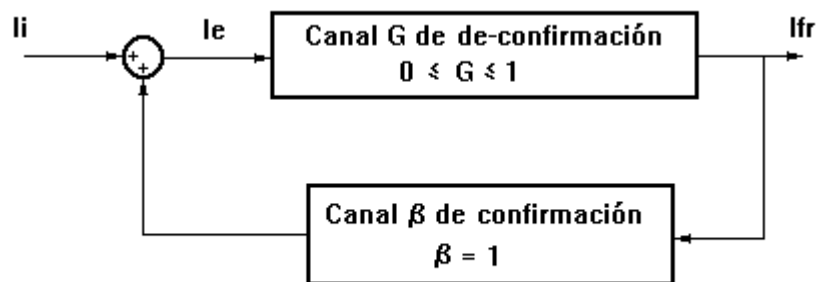 Ii
Ie
Canal G de de-confirmación
0 ≤ G ≤ 1
Ifr
+
+
Canal β de confirmación
β = 1